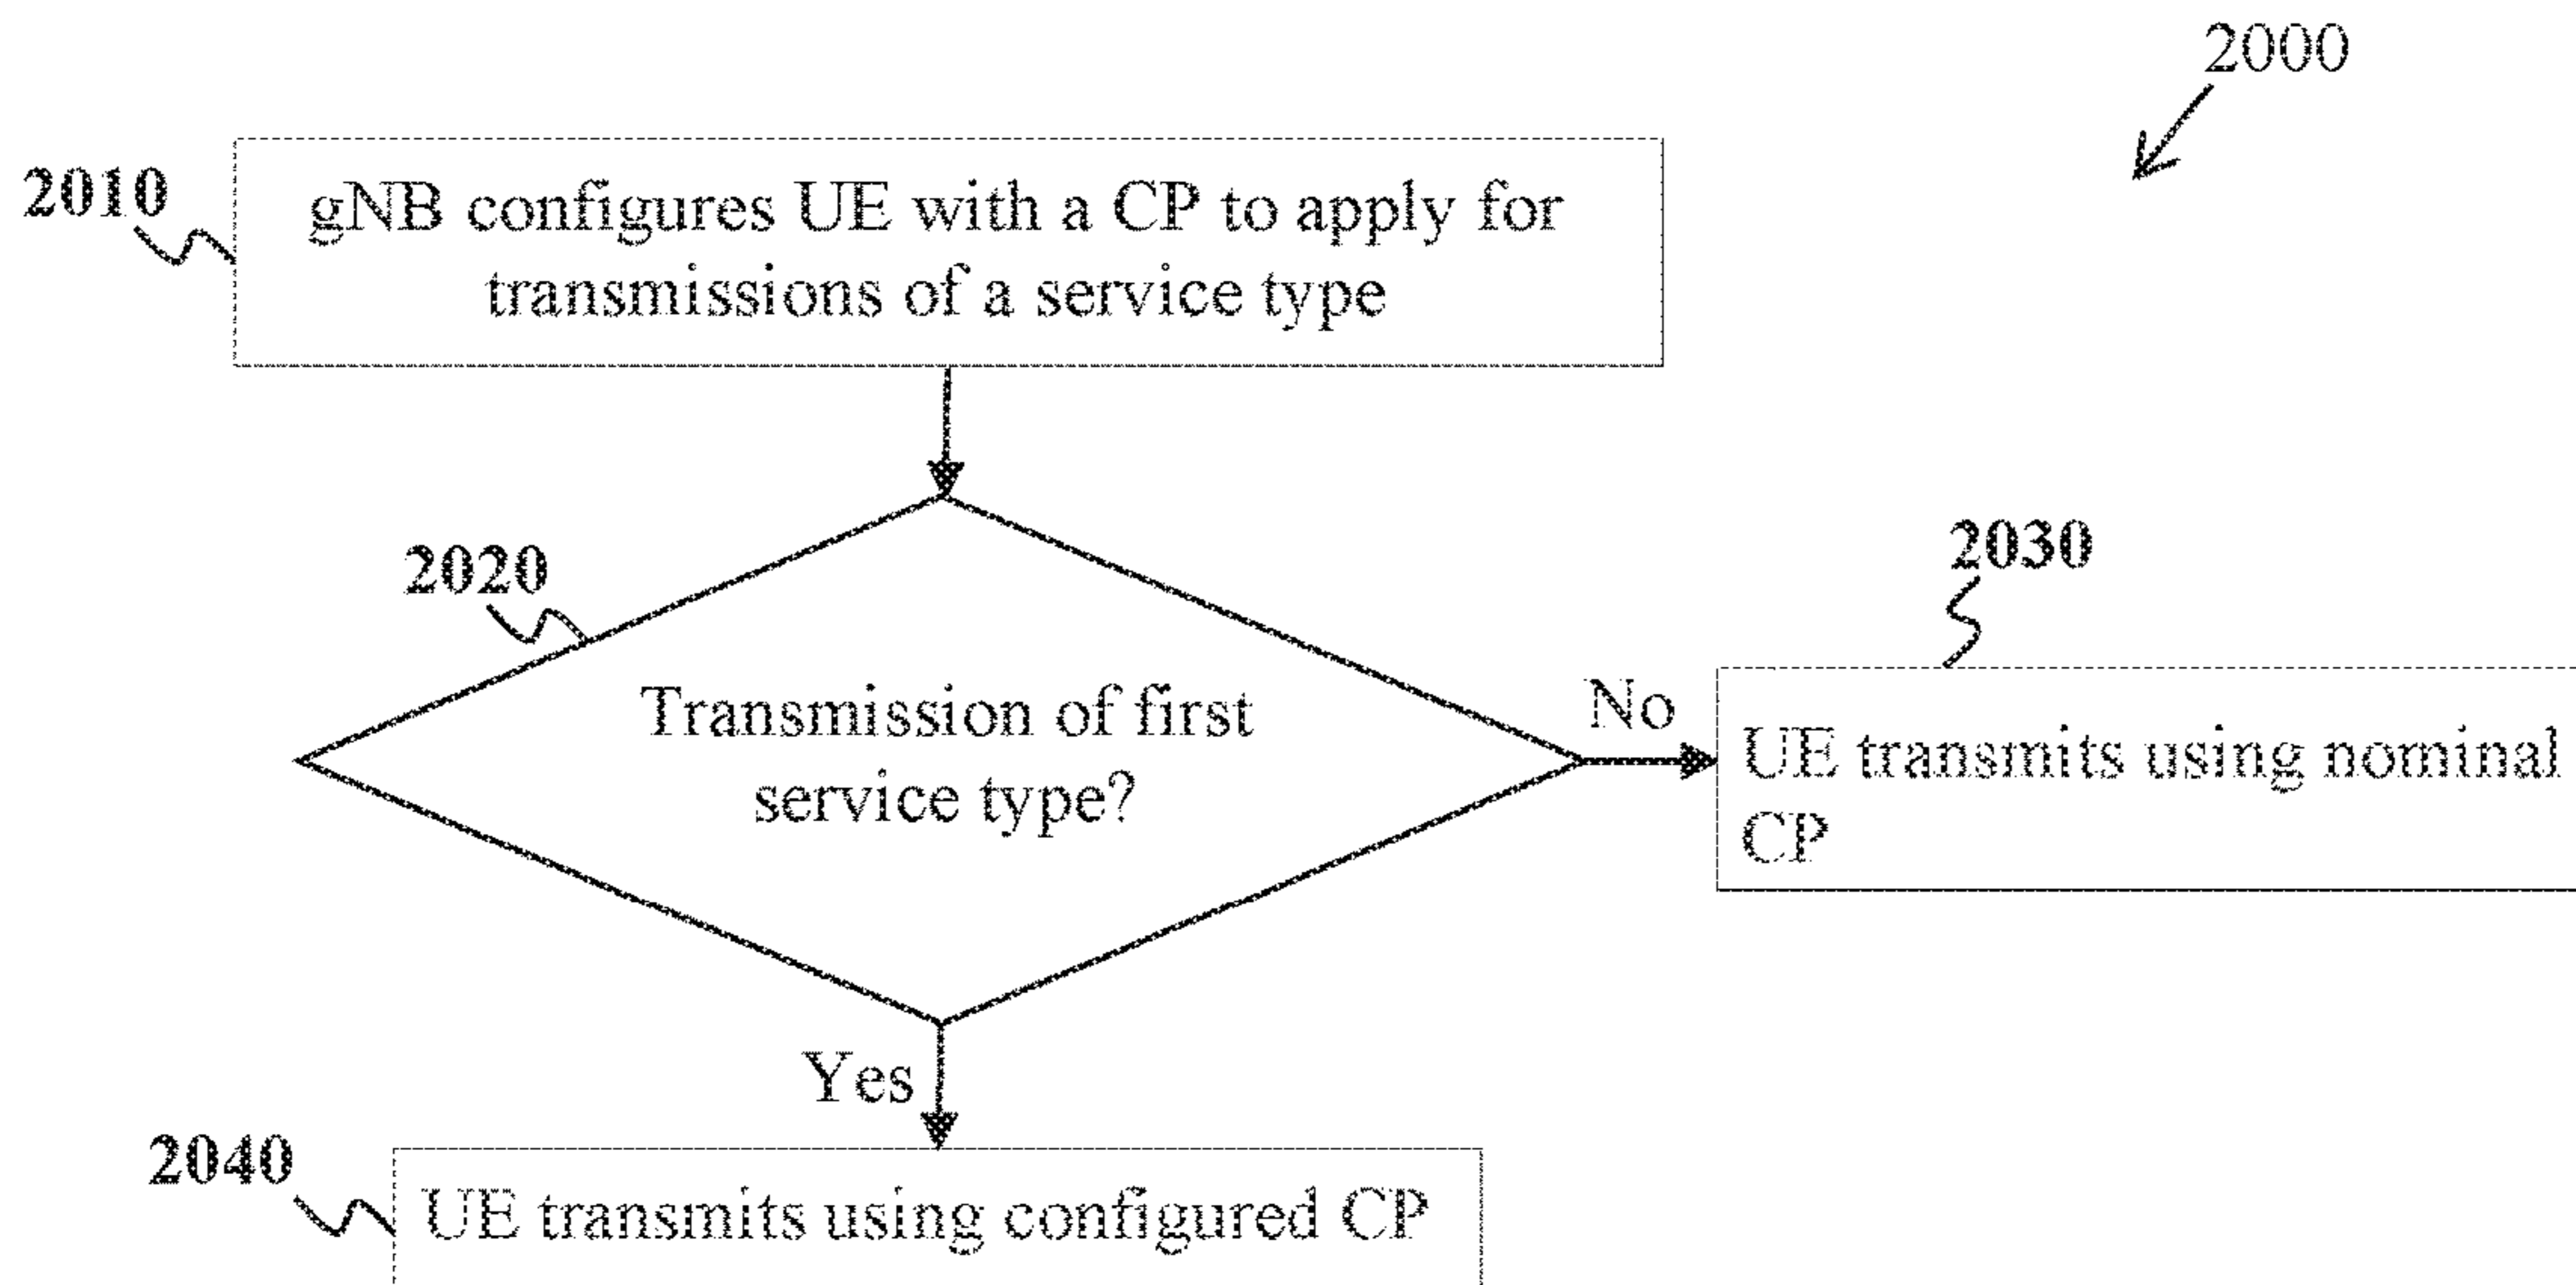 2000
2010
gNB configures UE with a CP to apply for
transmissions of a service type
2020
2030
Transmission of first
service type?
No
UE transmits using nominal
CP
Yes
2040
UE transmits using configured CP